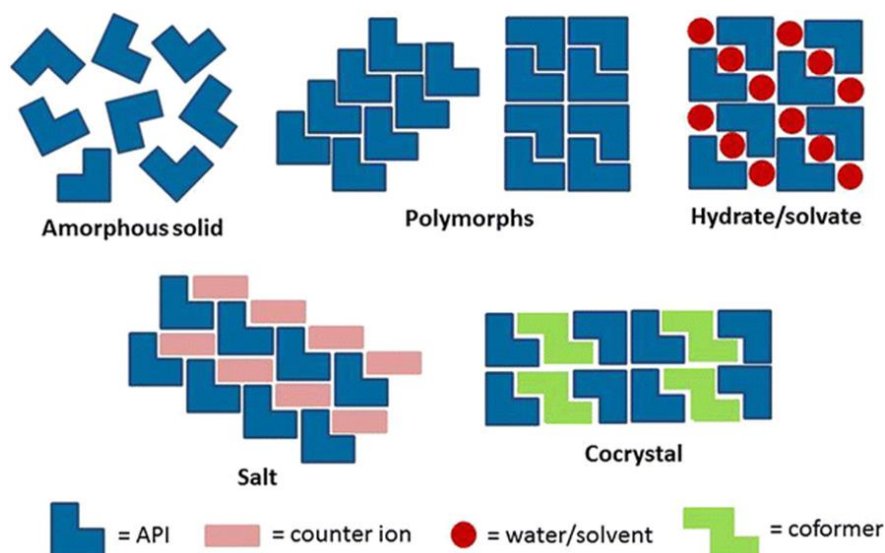 Amorphous solid
Polymorphs
Hydrate/solvate
Salt
Cocrystal
= API
= counter ion
= water/solvent
= coformer